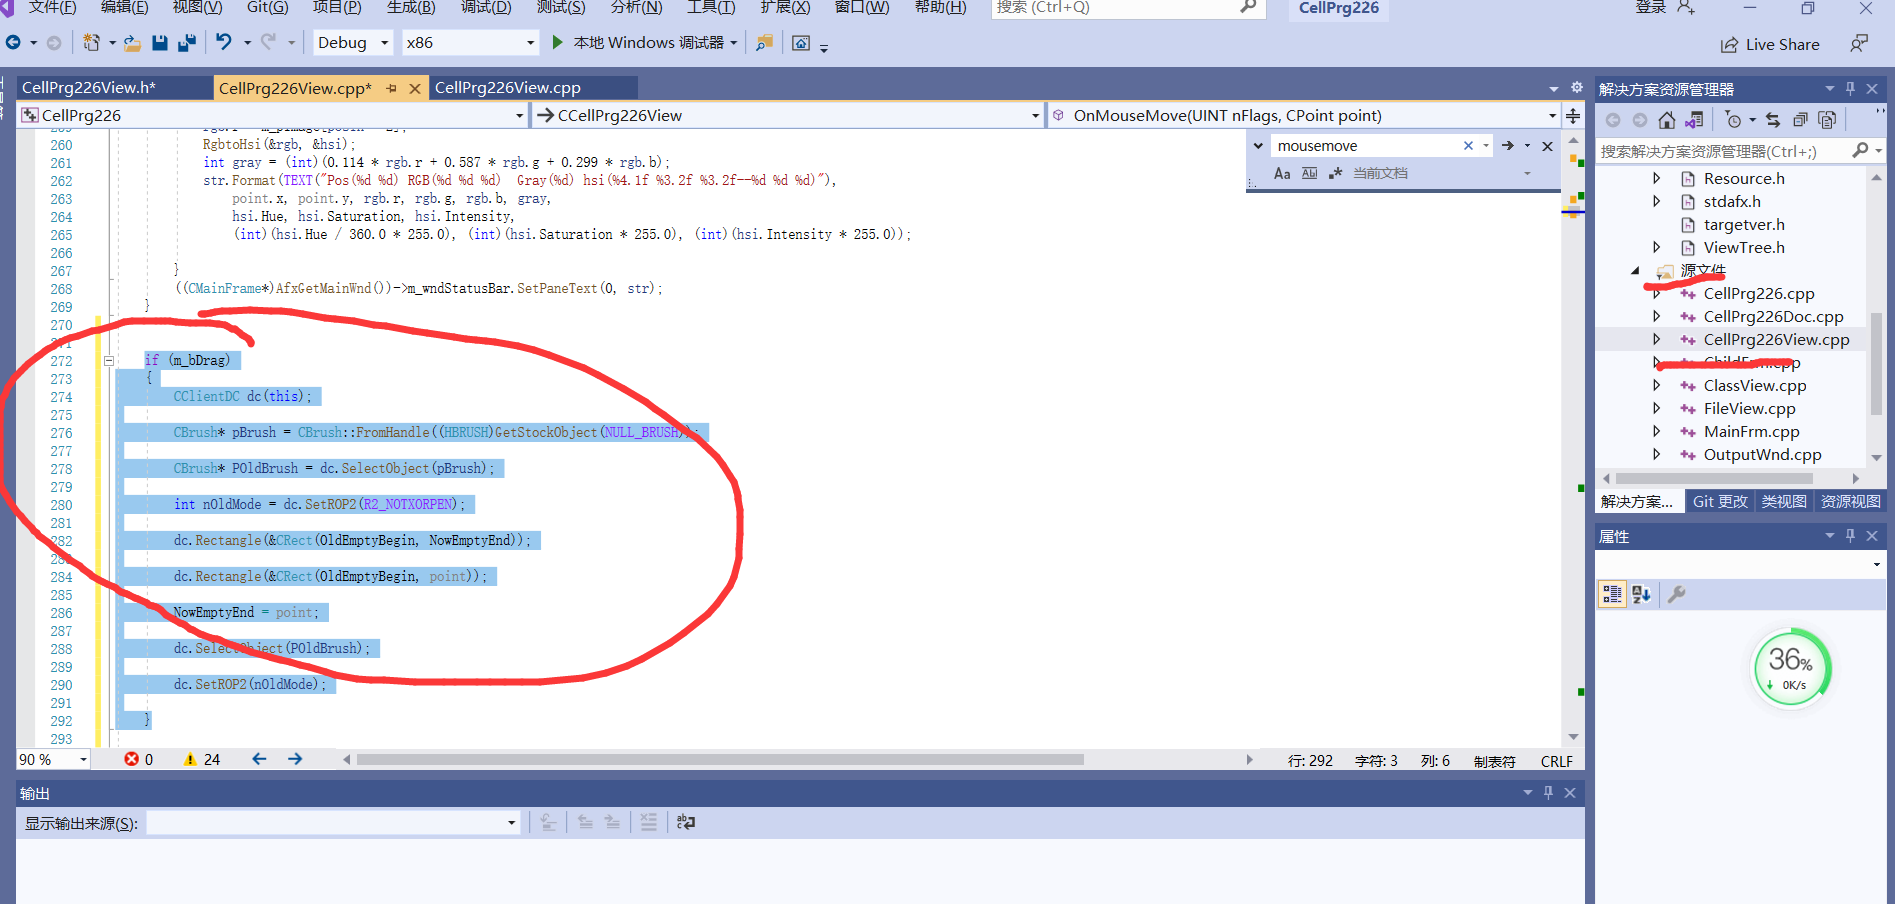 文件(F) 编辑(E) 视图(V) Git(G) 项目(P) 生成(B) 调试(D) 测试(S) 分析(N) 工具(T) 扩展(X) 窗口(W) 帮助(H) 搜索 (Ctrl+Q) CellPrg226 登录
Debug x86 本地 Windows 调试器 Live Share
CellPrg226View.h* CellPrg226View.cpp* CellPrg226View.cpp
CellPrg226 CCellPrg226View OnMouseMove(UINT nFlags, CPoint point)
mousemove
Aa Ab 当前文档
260 RgbtoHsi(&rgb, &hsi);
261 int gray = (int)(0.114 * rgb.r + 0.587 * rgb.g + 0.299 * rgb.b);
262 str.Format(TEXT("Pos(%d %d) RGB(%d %d %d)  Gray(%d) hsi(%4.1f %3.2f %3.2f--%d %d %d)"),
263 point.x, point.y, rgb.r, rgb.g, rgb.b, gray,
264 hsi.Hue, hsi.Saturation, hsi.Intensity,
265 (int)(hsi.Hue / 360.0 * 255.0), (int)(hsi.Saturation * 255.0), (int)(hsi.Intensity * 255.0));
266
267 }
268 ((CMainFrame*)AfxGetMainWnd())->m_wndStatusBar.SetPaneText(0, str);
269 }
270
271
272 if (m_bDrag)
273 {
274 CClientDC dc(this);
275
276 CBrush* pBrush = CBrush::FromHandle((HBRUSH)GetStockObject(NULL_BRUSH));
277
278 CBrush* POldBrush = dc.SelectObject(pBrush);
279
280 int nOldMode = dc.SetROP2(R2_NOTXORPEN);
281
282 dc.Rectangle(&CRect(OldEmptyBegin, NowEmptyEnd));
283
284 dc.Rectangle(&CRect(OldEmptyBegin, point));
285
286 NowEmptyEnd = point;
287
288 dc.SelectObject(POldBrush);
289
290 dc.SetROP2(nOldMode);
291
292 }
293
90 % 0 24 行: 292 字符: 3 列: 6 制表符 CRLF
输出
显示输出来源(S):
解决方案资源管理器
搜索解决方案资源管理器(Ctrl+;)
Resource.h
stdafx.h
targetver.h
ViewTree.h
源文件
CellPrg226.cpp
CellPrg226Doc.cpp
CellPrg226View.cpp
ChildFrm.cpp
ClassView.cpp
FileView.cpp
MainFrm.cpp
OutputWnd.cpp
解决方案... Git 更改 类视图 资源视图
属性
36%
0K/s